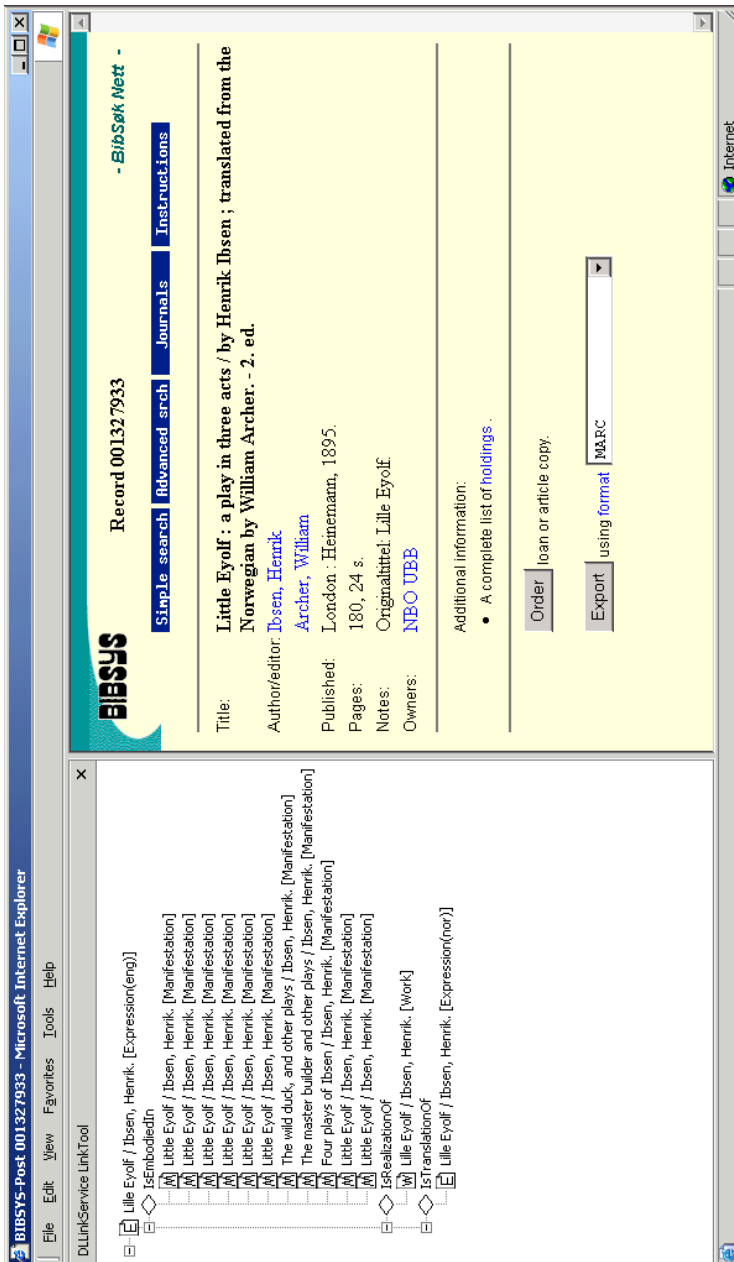 BIBSYS-Post 001327933 - Microsoft Internet Explorer
File Edit View Favorites Tools Help
DLLinkService LinkTool
Lille Eyolf / Ibsen, Henrik. [Expression(eng)]
IsEmbodiedIn
M Little Eyolf / Ibsen, Henrik. [Manifestation]
M Little Eyolf / Ibsen, Henrik. [Manifestation]
M Little Eyolf / Ibsen, Henrik. [Manifestation]
M Little Eyolf / Ibsen, Henrik. [Manifestation]
M Little Eyolf / Ibsen, Henrik. [Manifestation]
M Little Eyolf / Ibsen, Henrik. [Manifestation]
M The wild duck, and other plays / Ibsen, Henrik. [Manifestation]
M The master builder and other plays / Ibsen, Henrik. [Manifestation]
M Four plays of Ibsen / Ibsen, Henrik. [Manifestation]
M Little Eyolf / Ibsen, Henrik. [Manifestation]
M Little Eyolf / Ibsen, Henrik. [Manifestation]
IsRealizationOf
W Lille Eyolf / Ibsen, Henrik. [Work]
IsTranslationOf
E Lille Eyolf / Ibsen, Henrik. [Expression(nor)]
BIBSYS
Record 001327933
- BibSøk Nett -
Simple search Advanced srch Journals Instructions
Title: Little Eyolf : a play in three acts / by Henrik Ibsen ; translated from the
Norwegian by William Archer. - 2. ed.
Author/editor: Ibsen, Henrik
Archer, William
Published: London : Heinemann, 1895.
Pages: 180, 24 s.
Notes: Originaltittel: Lille Eyolf.
Owners: NBO UBB
Additional information:
• A complete list of holdings .
Order loan or article copy.
Export using format MARC
Internet